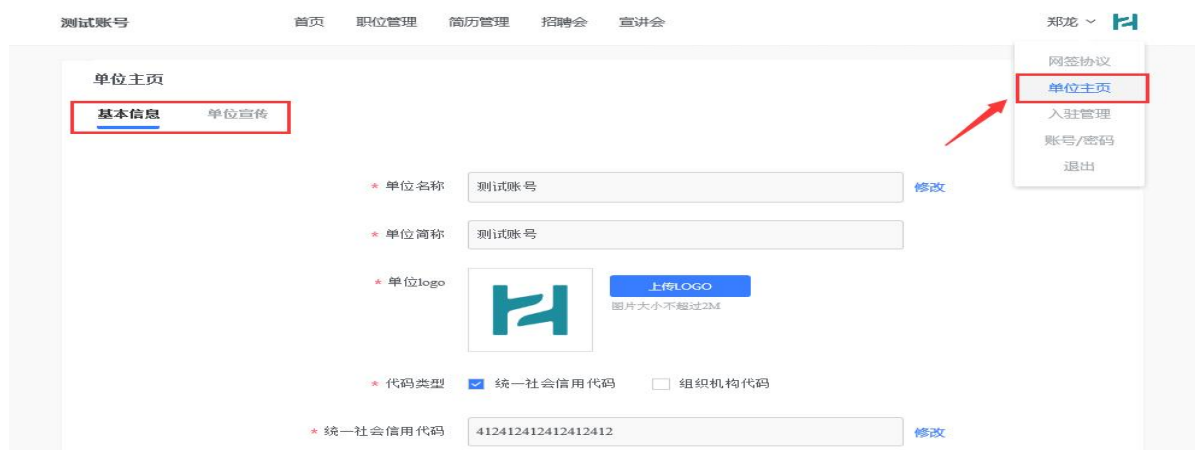 测试账号 首页 职位管理 简历管理 招聘会 宣讲会 郑龙
网签协议
单位主页
入驻管理
账号/密码
退出
单位主页
基本信息 单位宣传
* 单位名称 测试账号 修改
* 单位简称 测试账号
* 单位logo 上传LOGO
图片大小不超过2M
* 代码类型 统一社会信用代码 组织机构代码
* 统一社会信用代码 412412412412412412 修改